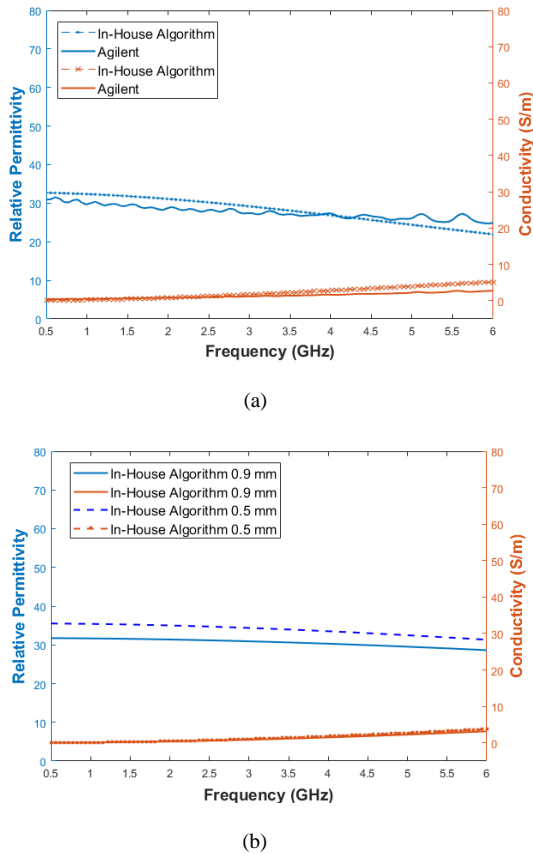 80
70
60
50
40
30
20
10
0
Relative Permittivity
In-House Algorithm
Agilent
In-House Algorithm
Agilent
80
70
60
50
40
30
20
10
0
Conductivity (S/m)
0.5 1 1.5 2 2.5 3 3.5 4 4.5 5 5.5 6
Frequency (GHz)
(a)
80
70
60
50
40
30
20
10
0
Relative Permittivity
In-House Algorithm 0.9 mm
In-House Algorithm 0.9 mm
In-House Algorithm 0.5 mm
In-House Algorithm 0.5 mm
80
70
60
50
40
30
20
10
0
Conductivity (S/m)
0.5 1 1.5 2 2.5 3 3.5 4 4.5 5 5.5 6
Frequency (GHz)
(b)